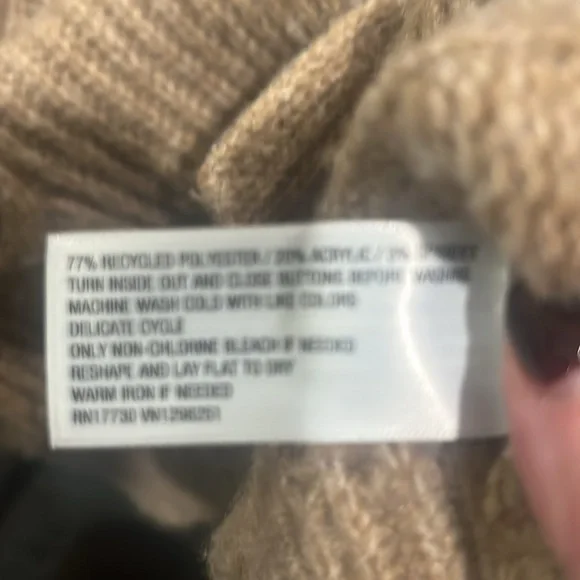 77% RECYCLED POLYESTER / 20% ACRYLIC / 3% SPANDEX
TURN INSIDE OUT AND CLOSE BUTTONS BEFORE WASHING
MACHINE WASH COLD WITH LIKE COLORS
DELICATE CYCLE
ONLY NON-CHLORINE BLEACH IF NEEDED
RESHAPE AND LAY FLAT TO DRY
WARM IRON IF NEEDED
RN17730 VN1296251